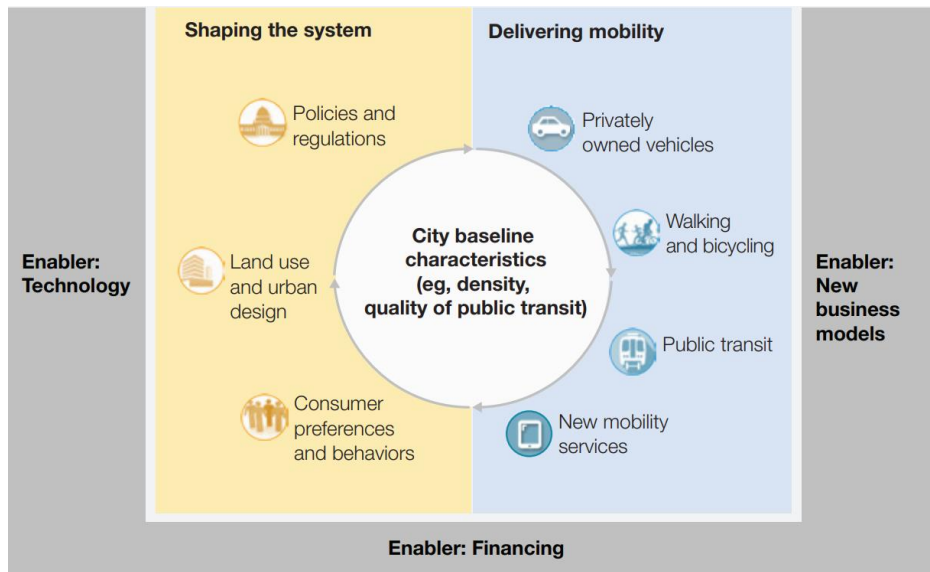 Shaping the system
Delivering mobility
Policies and
regulations
Privately
owned vehicles
Walking
and bicycling
City baseline
characteristics
(eg, density,
quality of public transit)
Enabler:
Technology
Land use
and urban
design
Enabler:
New
business
models
Public transit
Consumer
preferences
and behaviors
New mobility
services
Enabler: Financing